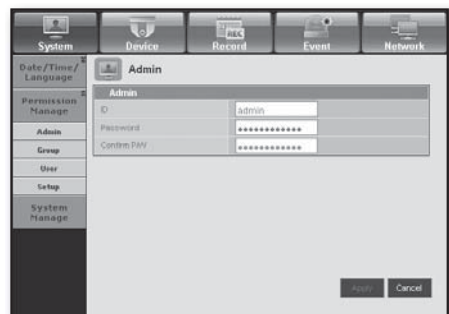 System Device Record Event Network
REC
Date/Time/
Language
Admin
Permission
Manage
Admin
ID admin
Password ************
Confirm P/W ************
Admin
Group
User
Setup
System
Manage
Apply Cancel